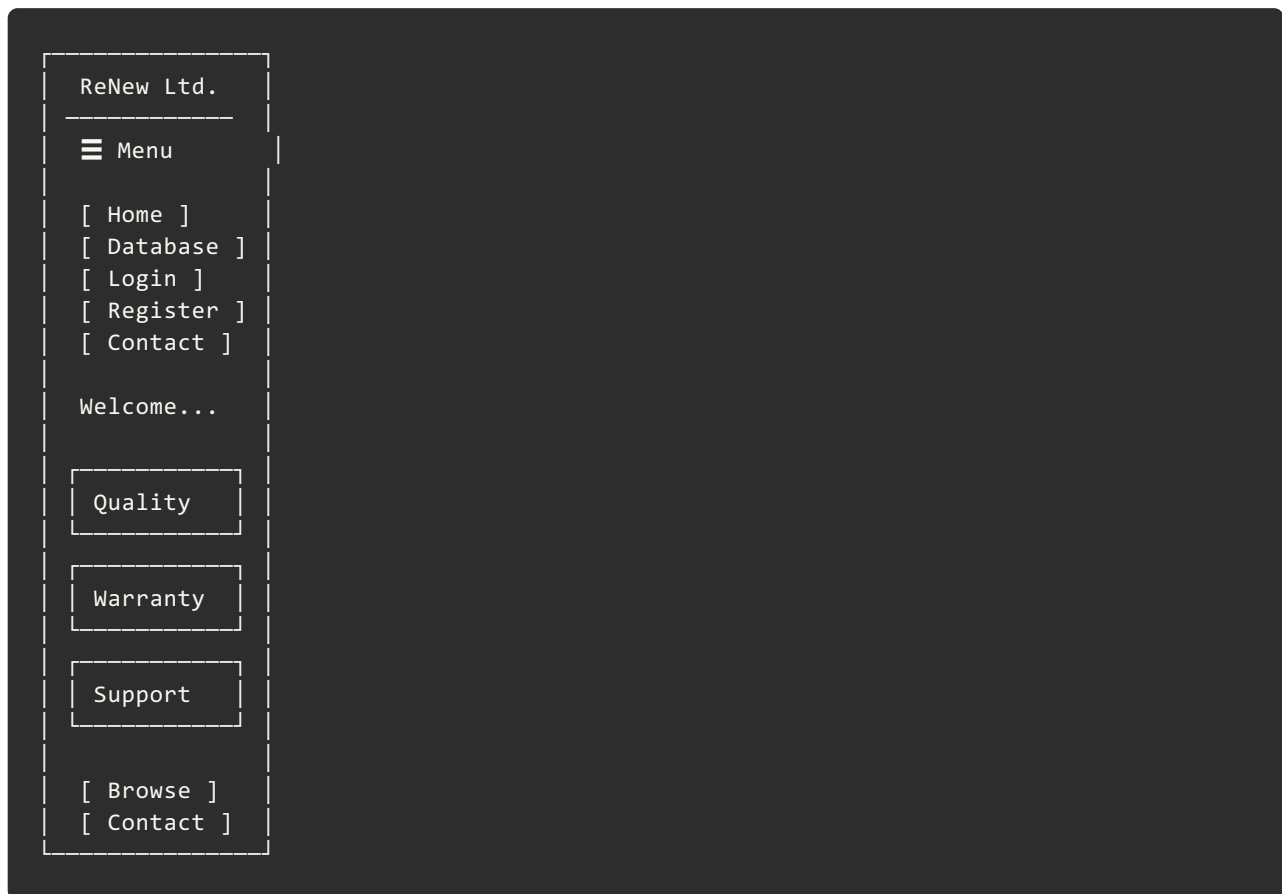 ReNew Ltd.
☰ Menu
[ Home ]
[ Database ]
[ Login ]
[ Register ]
[ Contact ]
Welcome...
Quality
Warranty
Support
[ Browse ]
[ Contact ]